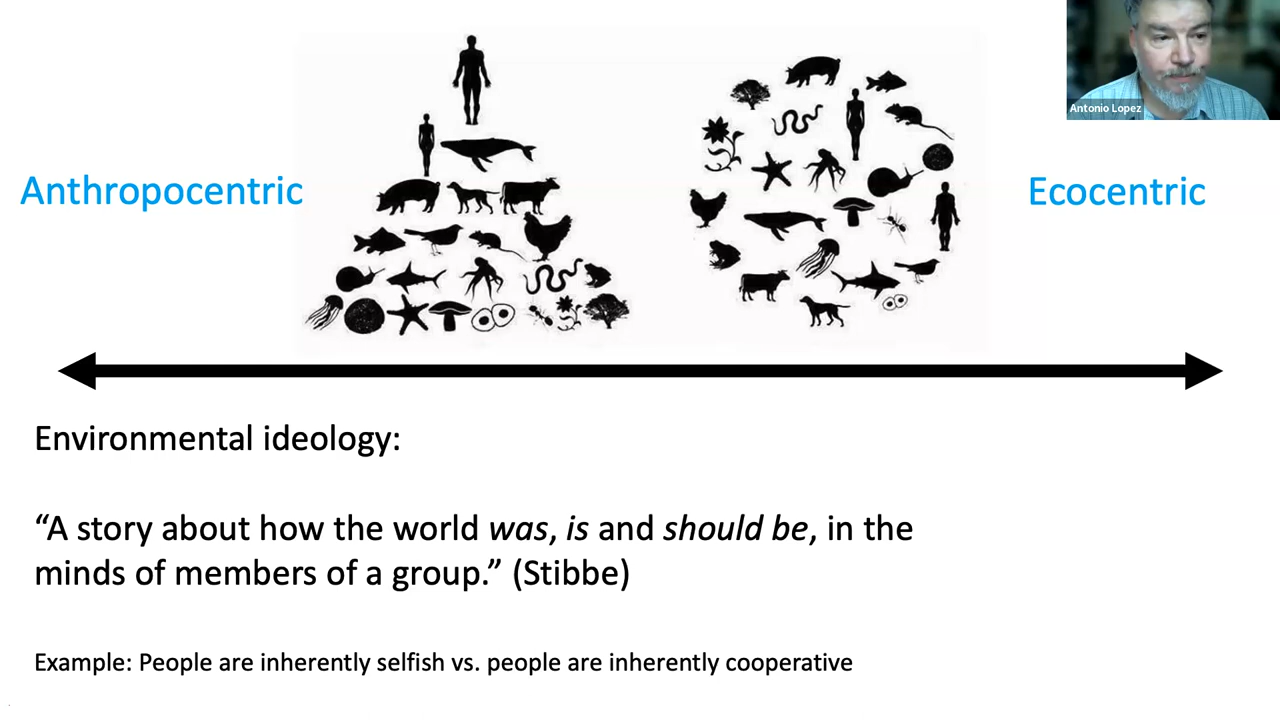 Antonio Lopez
Anthropocentric
Ecocentric
Environmental ideology:
“A story about how the world was, is and should be, in the
minds of members of a group.” (Stibbe)
Example: People are inherently selfish vs. people are inherently cooperative